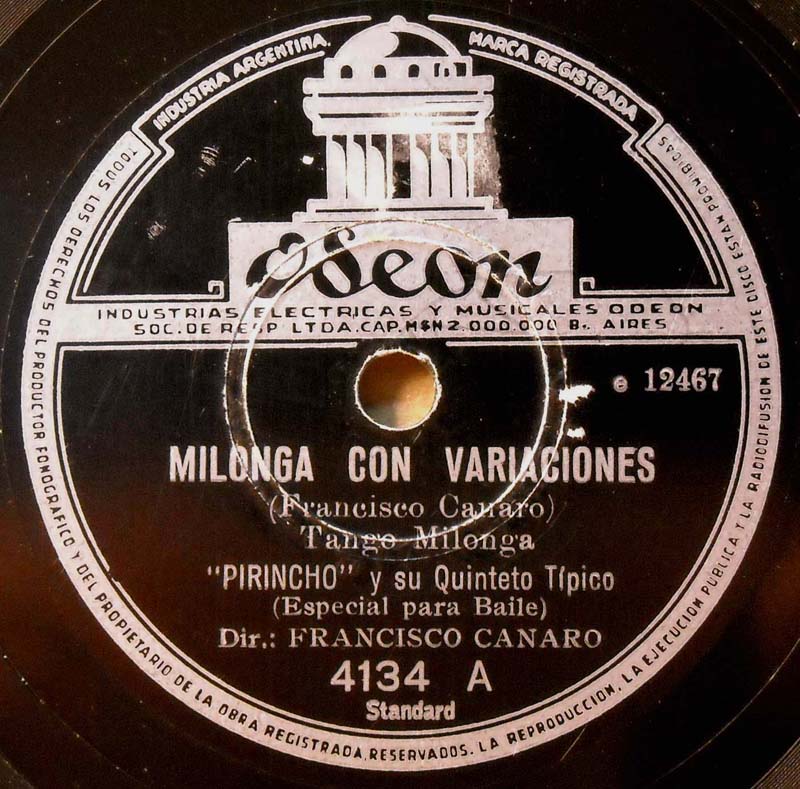 INDUSTRIA ARGENTINA.
MARCA REGISTRADA
Odeon
INDUSTRIAS ELECTRICAS Y MUSICALES ODEON
SOC. DE RESP LTDA. CAP. M$N 2.000.000 Bs. AIRES
e 12467
MILONGA CON VARIACIONES
(Francisco Canaro)
Tango Milonga
"PIRINCHO" y su Quinteto Típico
(Especial para Baile)
Dir.: FRANCISCO CANARO
4134 A
Standard
TODOS LOS DERECHOS DEL PRODUCTOR FONOGRAFICO Y DEL PROPIETARIO DE LA OBRA REGISTRADA, RESERVADOS. LA REPRODUCCION, LA EJECUCION PUBLICA Y LA RADIODIFUSION DE ESTE DISCO ESTAN PROHIBIDAS